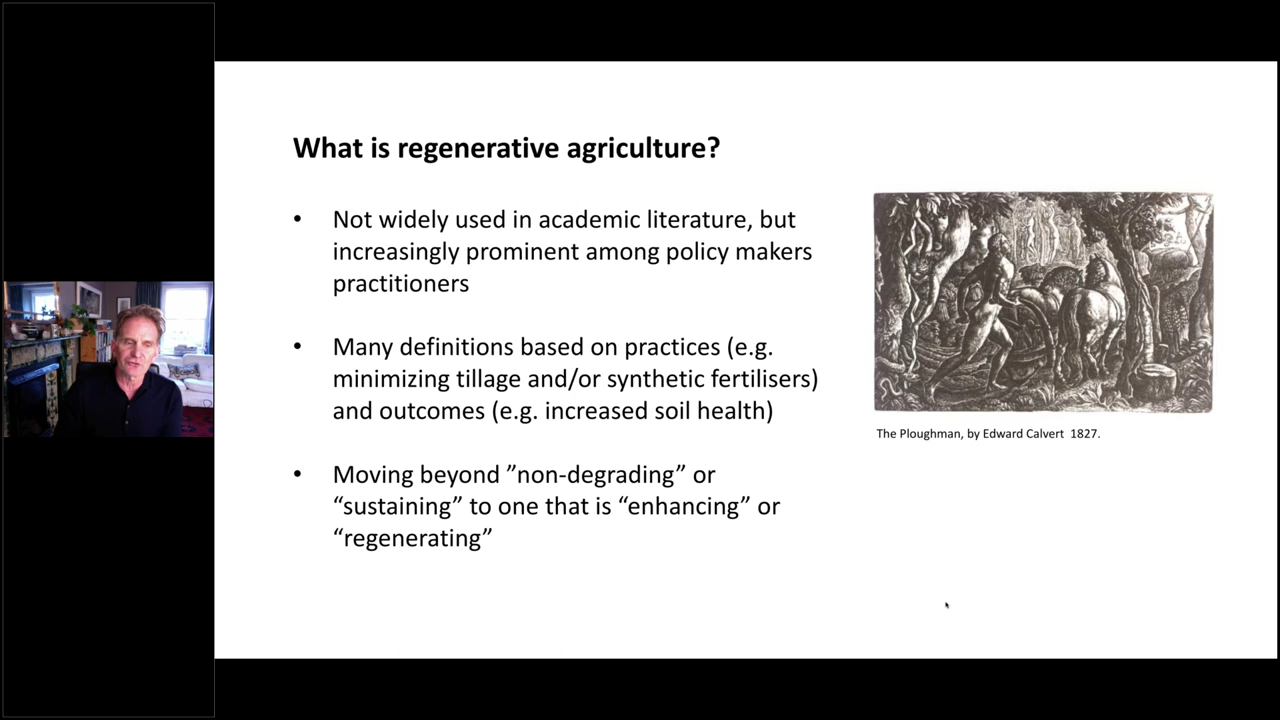 What is regenerative agriculture?
• Not widely used in academic literature, but
increasingly prominent among policy makers
practitioners
• Many definitions based on practices (e.g.
minimizing tillage and/or synthetic fertilisers)
and outcomes (e.g. increased soil health)
• Moving beyond ”non-degrading” or
“sustaining” to one that is “enhancing” or
“regenerating”
The Ploughman, by Edward Calvert 1827.